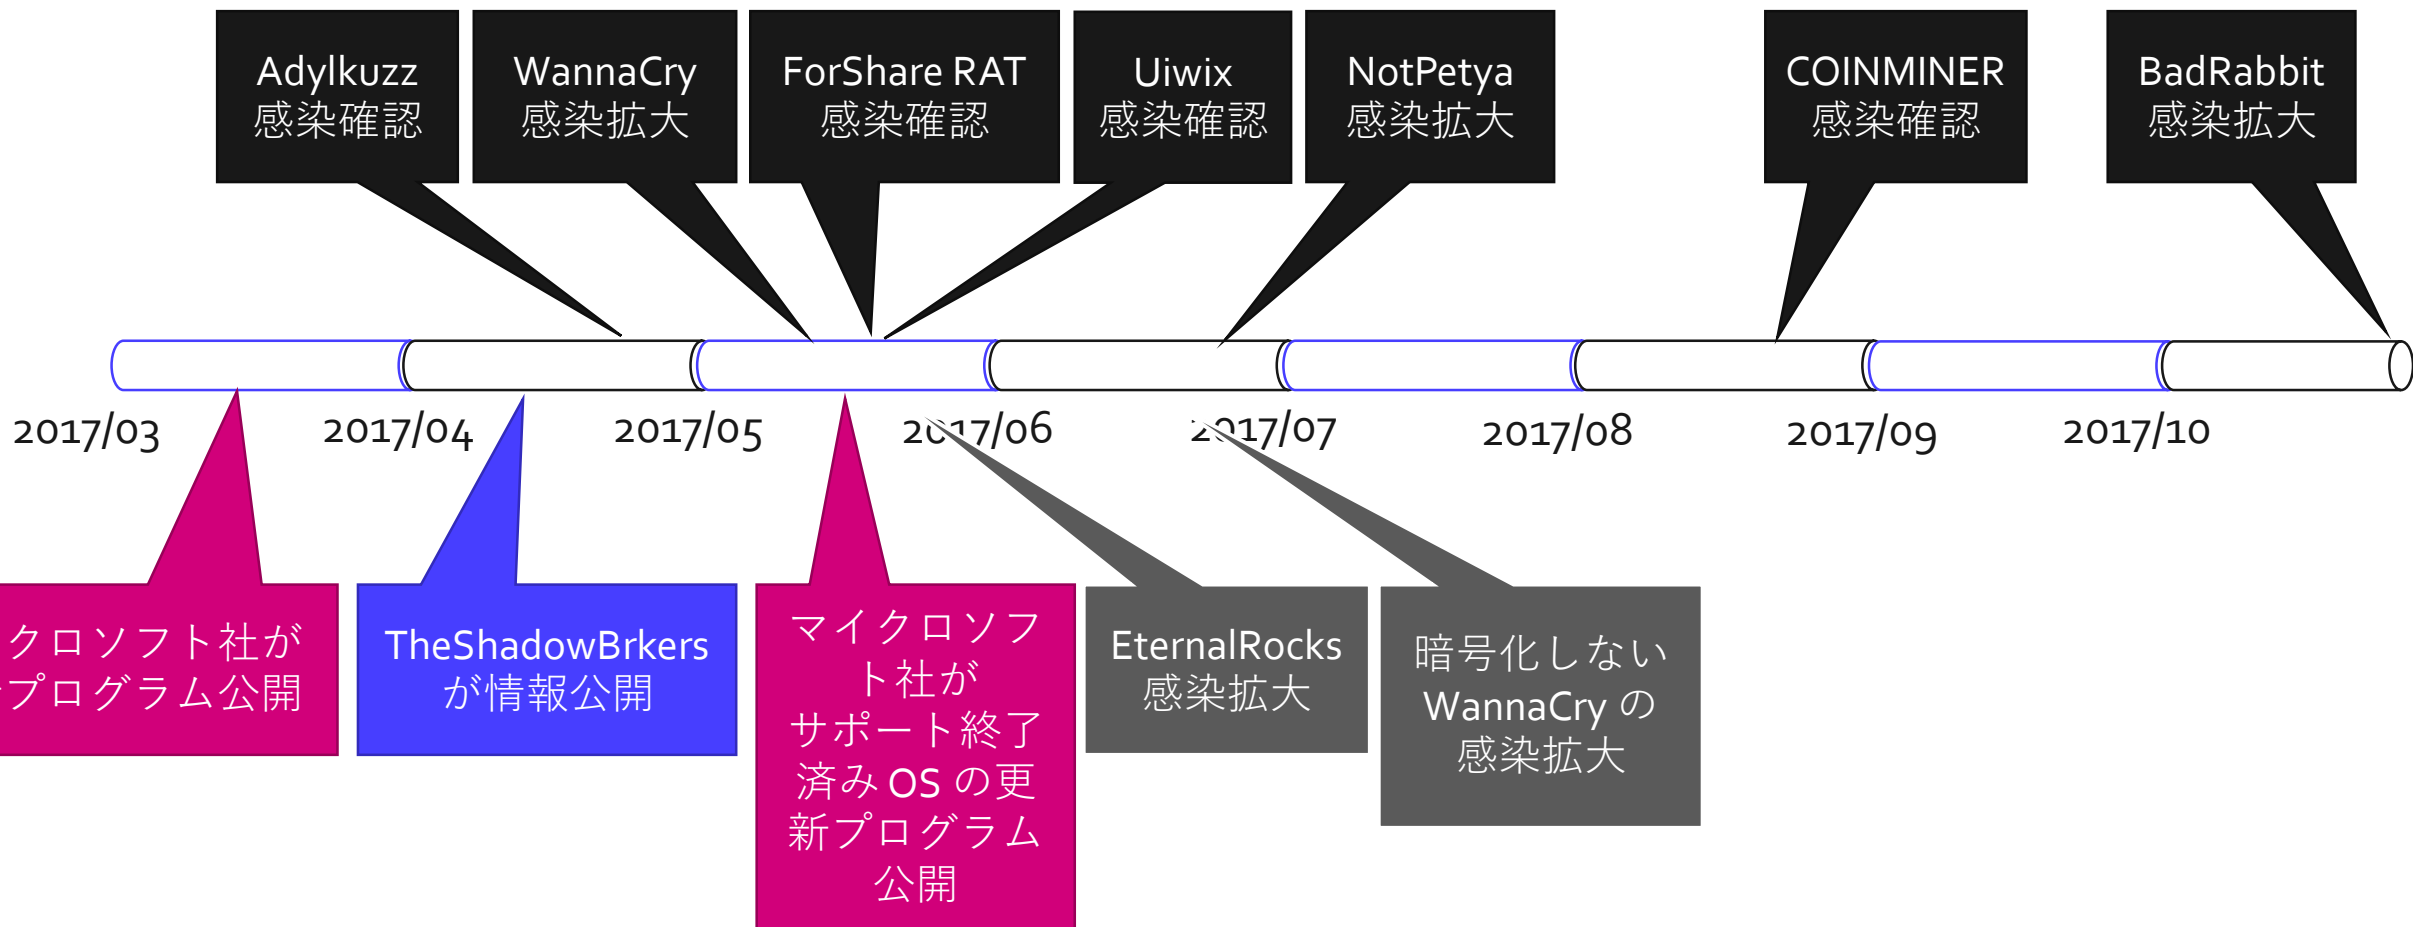 Adylkuzz
感染確認
WannaCry
感染拡大
ForShare RAT
感染確認
Uiwix
感染確認
NotPetya
感染拡大
COINMINER
感染確認
BadRabbit
感染拡大
2017/03
2017/04
2017/05
2017/06
2017/07
2017/08
2017/09
2017/10
クロソフト社が
プログラム公開
TheShadowBrkers
が情報公開
マイクロソフ
ト社が
サポート終了
済み OS の更
新プログラム
公開
EternalRocks
感染拡大
暗号化しない
WannaCry の
感染拡大